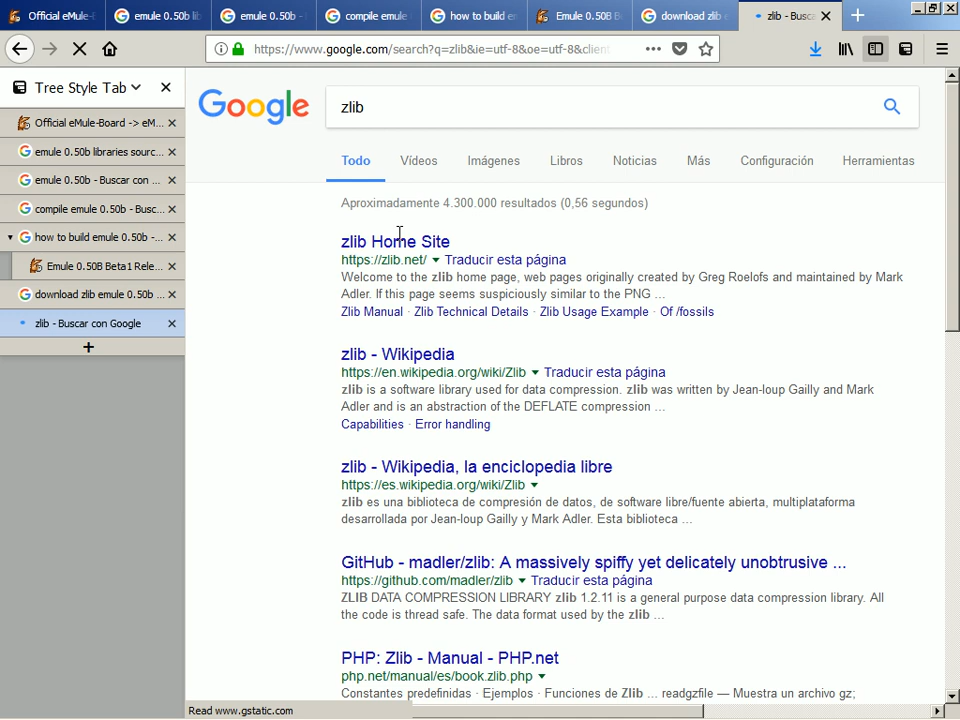 Official eMule-
emule 0.50b li
emule 0.50b -
compile emule
how to build e
Emule 0.50B B
download zlib e
zlib - Busca
https://www.google.com/search?q=zlib&ie=utf-8&oe=utf-8&clien
Tree Style Tab
Official eMule-Board -> eM...
emule 0.50b libraries sourc...
emule 0.50b - Buscar con ...
compile emule 0.50b - Busc...
how to build emule 0.50b -...
Emule 0.50B Beta1 Rele...
download zlib emule 0.50b ...
zlib - Buscar con Google
Google
zlib
Todo Vídeos Imágenes Libros Noticias Más Configuración Herramientas
Aproximadamente 4.300.000 resultados (0,56 segundos)
zlib Home Site
https://zlib.net/ Traducir esta página
Welcome to the zlib home page, web pages originally created by Greg Roelofs and maintained by Mark
Adler. If this page seems suspiciously similar to the PNG ...
Zlib Manual · Zlib Technical Details · Zlib Usage Example · Of /fossils
zlib - Wikipedia
https://en.wikipedia.org/wiki/Zlib Traducir esta página
zlib is a software library used for data compression. zlib was written by Jean-loup Gailly and Mark
Adler and is an abstraction of the DEFLATE compression ...
Capabilities · Error handling
zlib - Wikipedia, la enciclopedia libre
https://es.wikipedia.org/wiki/Zlib
zlib es una biblioteca de compresión de datos, de software libre/fuente abierta, multiplataforma
desarrollada por Jean-loup Gailly y Mark Adler. Esta biblioteca ...
GitHub - madler/zlib: A massively spiffy yet delicately unobtrusive ...
https://github.com/madler/zlib Traducir esta página
ZLIB DATA COMPRESSION LIBRARY zlib 1.2.11 is a general purpose data compression library. All
the code is thread safe. The data format used by the zlib ...
PHP: Zlib - Manual - PHP.net
php.net/manual/es/book.zlib.php
Constantes predefinidas · Ejemplos · Funciones de Zlib ... readgzfile — Muestra un archivo gz;
Read www.gstatic.com